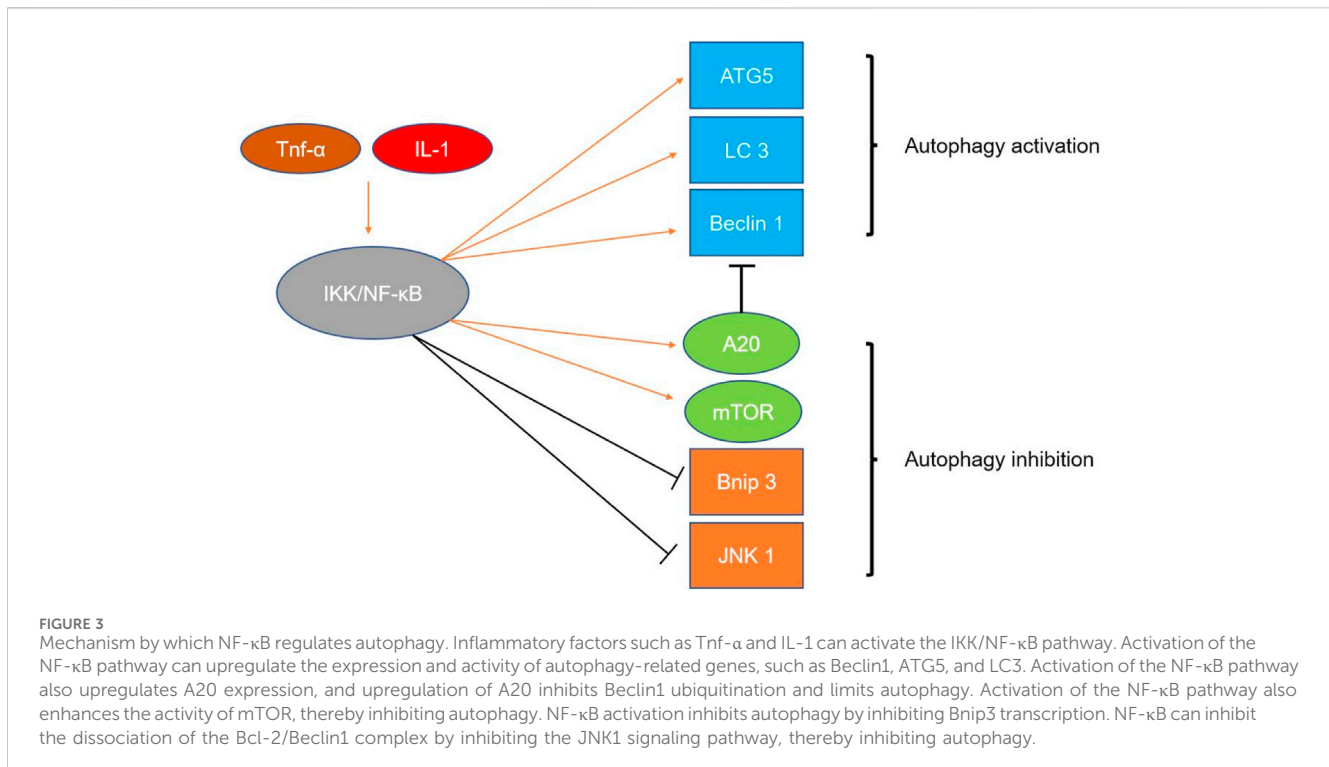 ATG5
Tnf-α
IL-1
LC 3
Autophagy activation
Beclin 1
IKK/NF-κB
A20
mTOR
Autophagy inhibition
Bnip 3
JNK 1
FIGURE 3
Mechanism by which NF-κB regulates autophagy. Inflammatory factors such as Tnf-α and IL-1 can activate the IKK/NF-κB pathway. Activation of the
NF-κB pathway can upregulate the expression and activity of autophagy-related genes, such as Beclin1, ATG5, and LC3. Activation of the NF-κB pathway
also upregulates A20 expression, and upregulation of A20 inhibits Beclin1 ubiquitination and limits autophagy. Activation of the NF-κB pathway also
enhances the activity of mTOR, thereby inhibiting autophagy. NF-κB activation inhibits autophagy by inhibiting Bnip3 transcription. NF-κB can inhibit
the dissociation of the Bcl-2/Beclin1 complex by inhibiting the JNK1 signaling pathway, thereby inhibiting autophagy.